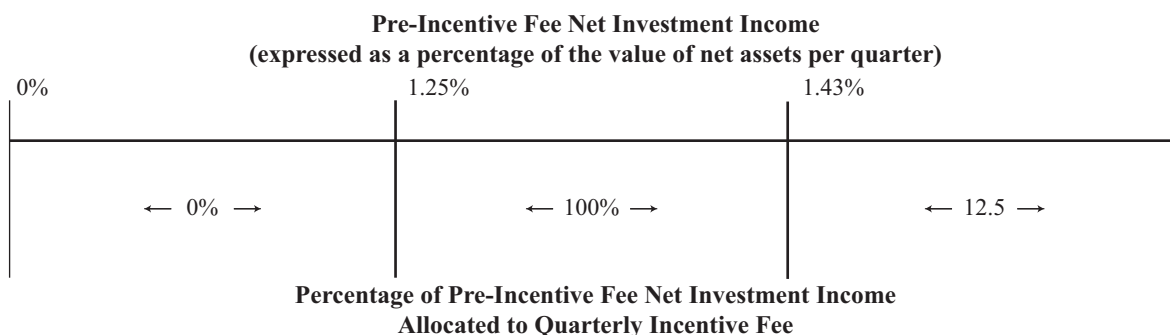 Pre-Incentive Fee Net Investment Income
(expressed as a percentage of the value of net assets per quarter)
0% 1.25% 1.43%
← 0% → ← 100% → ← 12.5 →
Percentage of Pre-Incentive Fee Net Investment Income
Allocated to Quarterly Incentive Fee